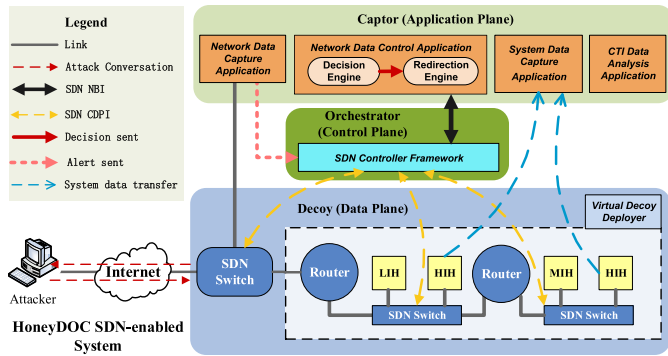 Legend
Link
Attack Conversation
SDN NBI
SDN CDPI
Decision sent
Alert sent
System data transfer
Captor (Application Plane)
Network Data
Capture
Application
Network Data Control Application
Decision
Engine
Redirection
Engine
System Data
Capture
Application
CTI Data
Analysis
Application
Orchestrator
(Control Plane)
SDN Controller Framework
Decoy (Data Plane)
Virtual Decoy
Deployer
Attacker
Internet
SDN
Switch
Router
LIH
HIH
SDN Switch
Router
MIH
HIH
SDN Switch
HoneyDOC SDN-enabled
System